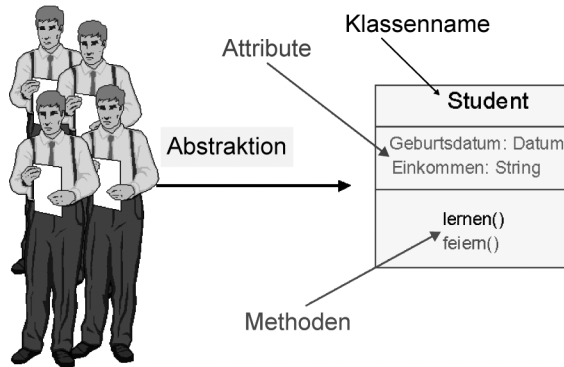 Klassenname
Attribute
Student
Geburtsdatum: Datum
Einkommen: String
Abstraktion
lernen()
feiern()
Methoden